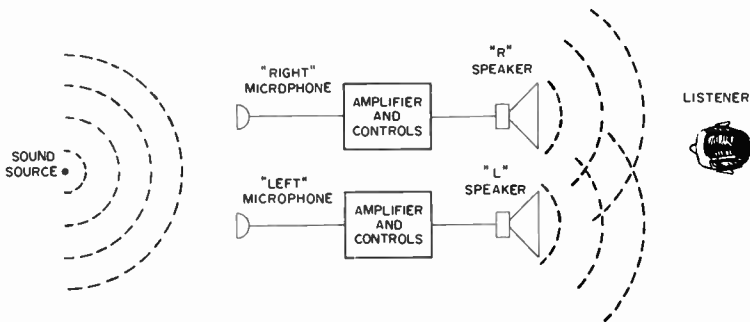 SOUND
SOURCE
"RIGHT"
MICROPHONE
AMPLIFIER
AND
CONTROLS
"R"
SPEAKER
LISTENER
"LEFT"
MICROPHONE
AMPLIFIER
AND
CONTROLS
"L"
SPEAKER